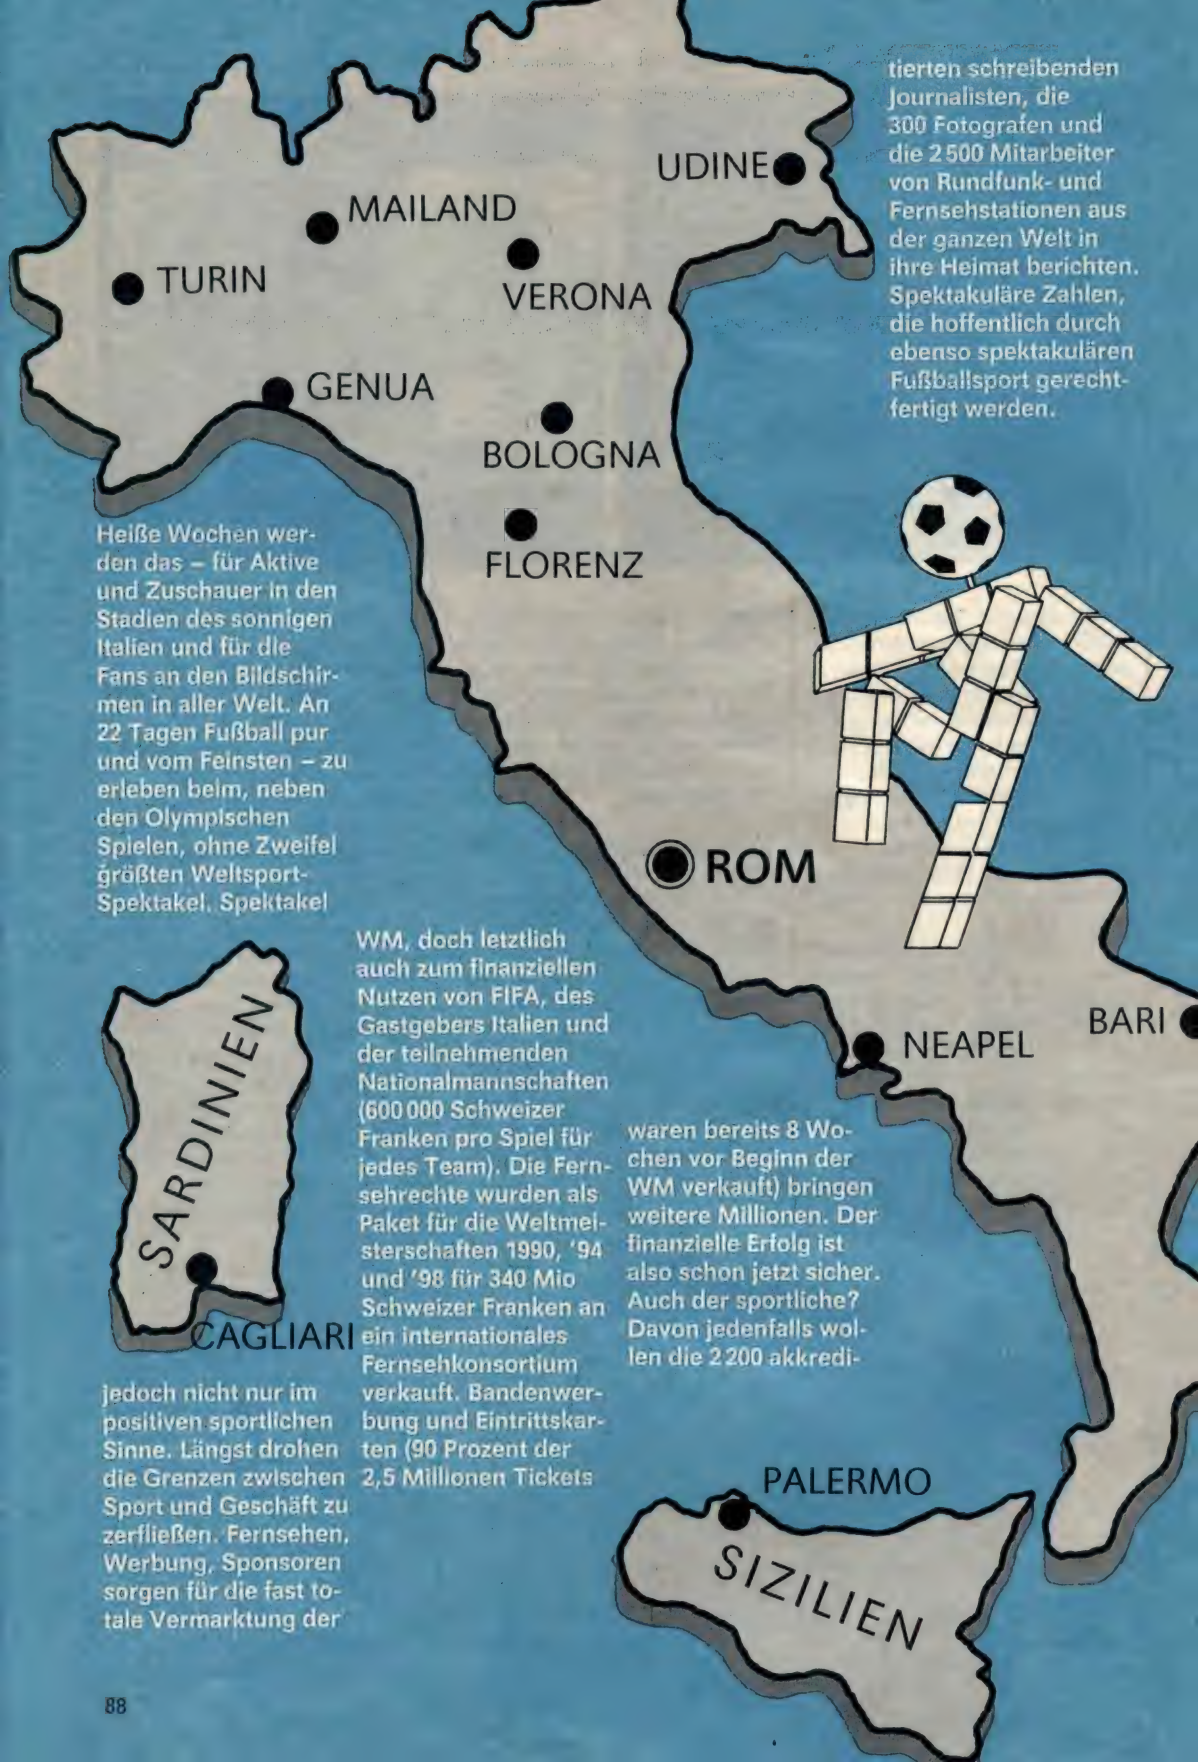 UDINE
MAILAND
VERONA
TURIN
GENUA
BOLOGNA
FLORENZ
ROM
NEAPEL
BARI
SARDINIEN
CAGLIARI
PALERMO
SIZILIEN
Heiße Wochen wer-
den das – für Aktive
und Zuschauer in den
Stadien des sonnigen
Italien und für die
Fans an den Bildschir-
men in aller Welt. An
22 Tagen Fußball pur
und vom Feinsten – zu
erleben beim, neben
den Olympischen
Spielen, ohne Zweifel
größten Weltsport-
Spektakel. Spektakel
jedoch nicht nur im
positiven sportlichen
Sinne. Längst drohen
die Grenzen zwischen
Sport und Geschäft zu
zerfließen. Fernsehen,
Werbung, Sponsoren
sorgen für die fast to-
tale Vermarktung der
WM, doch letztlich
auch zum finanziellen
Nutzen von FIFA, des
Gastgebers Italien und
der teilnehmenden
Nationalmannschaften
(600 000 Schweizer
Franken pro Spiel für
jedes Team). Die Fern-
sehrechte wurden als
Paket für die Weltmei-
sterschaften 1990, '94
und '98 für 340 Mio
Schweizer Franken an
ein internationales
Fernsehkonsortium
verkauft. Bandenwer-
bung und Eintrittskar-
ten (90 Prozent der
2,5 Millionen Tickets
waren bereits 8 Wo-
chen vor Beginn der
WM verkauft) bringen
weitere Millionen. Der
finanzielle Erfolg ist
also schon jetzt sicher.
Auch der sportliche?
Davon jedenfalls wol-
len die 2 200 akkredi-
tierten schreibenden
Journalisten, die
300 Fotografen und
die 2 500 Mitarbeiter
von Rundfunk- und
Fernsehstationen aus
der ganzen Welt in
ihre Heimat berichten.
Spektakuläre Zahlen,
die hoffentlich durch
ebenso spektakulären
Fußballsport gerecht-
fertigt werden.
88